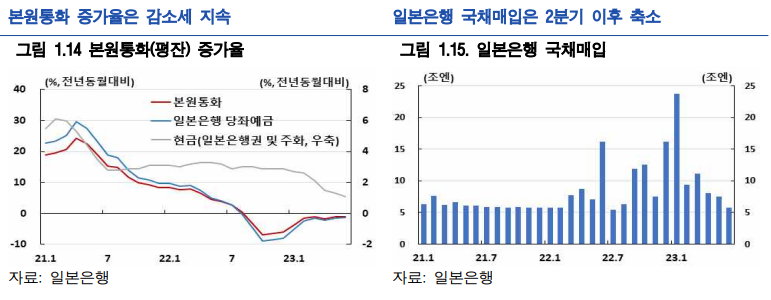 본원통화 증가율은 감소세 지속
그림 1.14 본원통화(평잔) 증가율
(%,전년동월대비) (%,전년동월대비)
본원통화
일본은행 당좌예금
현금(일본은행권 및 주화, 우축)
40
30
20
10
0
-10
8
6
4
2
0
-2
21.1 7 22.1 7 23.1
자료: 일본은행
일본은행 국채매입은 2분기 이후 축소
그림 1.15. 일본은행 국채매입
(조엔) (조엔)
25
20
15
10
5
0
25
20
15
10
5
0
21.1 21.7 22.1 22.7 23.1
자료: 일본은행